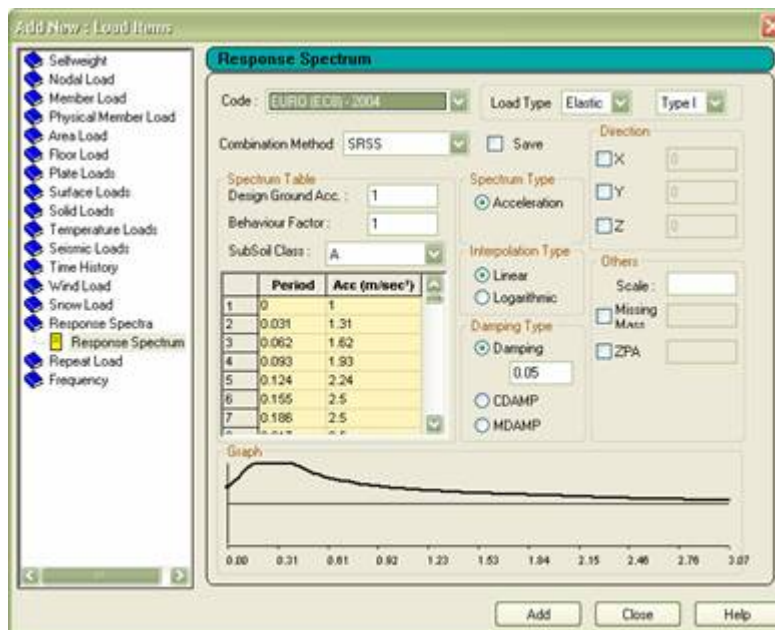 Add New : Load Items
Selfweight
Nodal Load
Member Load
Physical Member Load
Area Load
Floor Load
Plate Loads
Surface Loads
Solid Loads
Temperature Loads
Seismic Loads
Time History
Wind Load
Snow Load
Response Spectra
Response Spectrum
Repeat Load
Frequency
Response Spectrum
Code : EURO (EC8) - 2004
Load Type Elastic Type I
Combination Method SRSS
Save
Direction
X 0
Y 0
Z 0
Spectrum Table
Design Ground Acc. : 1
Behaviour Factor : 1
SubSoil Class : A
Period Acc (m/sec²)
1 0 1
2 0.031 1.31
3 0.062 1.62
4 0.093 1.93
5 0.124 2.24
6 0.155 2.5
7 0.186 2.5
Spectrum Type
Acceleration
Interpolation Type
Linear
Logarithmic
Damping Type
Damping
0.05
CDAMP
MDAMP
Others
Scale :
Missing Mass
ZPA
Graph
0.00 0.31 0.61 0.92 1.23 1.53 1.84 2.15 2.46 2.76 3.07
Add Close Help